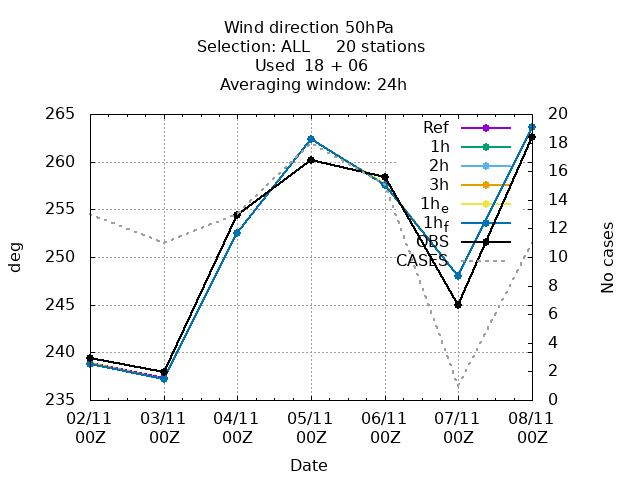 Wind direction 50hPa
Selection: ALL     20 stations
Used  18 + 06
Averaging window: 24h
265
260
255
250
245
240
235
deg
20
18
16
14
12
10
8
6
4
2
0
No cases
Ref
1h
2h
3h
1he
1hf
OBS
CASES
02/11 03/11 04/11 05/11 06/11 07/11 08/11
00Z 00Z 00Z 00Z 00Z 00Z 00Z
Date